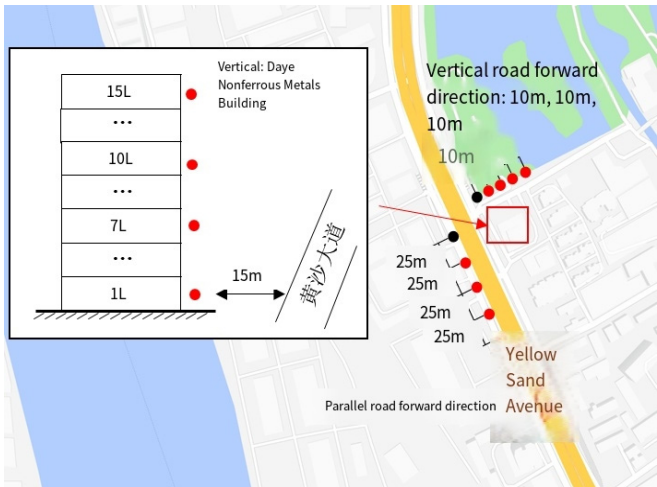 Vertical: Daye
Nonferrous Metals
Building
15L
...
10L
...
7L
...
1L
15m
黄沙大道
Vertical road forward
direction: 10m, 10m,
10m
10m
25m
25m
25m
25m
Yellow
Sand
Avenue
Parallel road forward direction